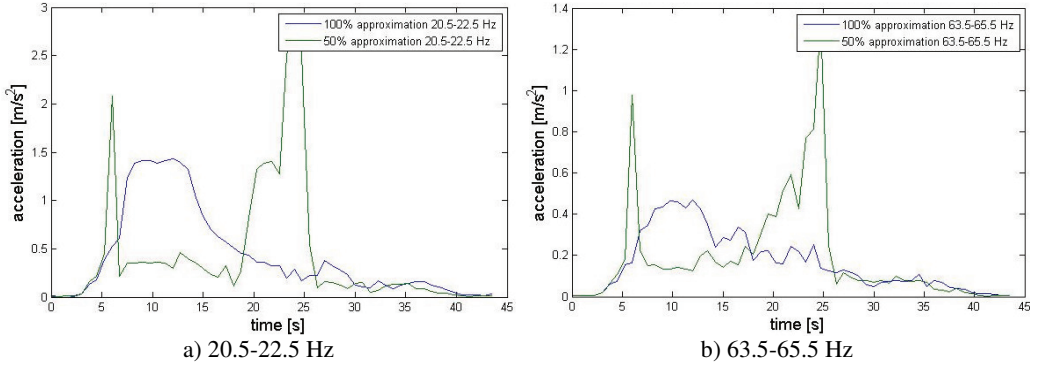 100% approximation 20.5-22.5 Hz
50% approximation 20.5-22.5 Hz
acceleration [m/s²]
3
2.5
2
1.5
1
0.5
0
0 5 10 15 20 25 30 35 40 45
time [s]
a) 20.5-22.5 Hz
100% approximation 63.5-65.5 Hz
50% approximation 63.5-65.5 Hz
acceleration [m/s²]
1.4
1.2
1
0.8
0.6
0.4
0.2
0
0 5 10 15 20 25 30 35 40 45
time [s]
b) 63.5-65.5 Hz